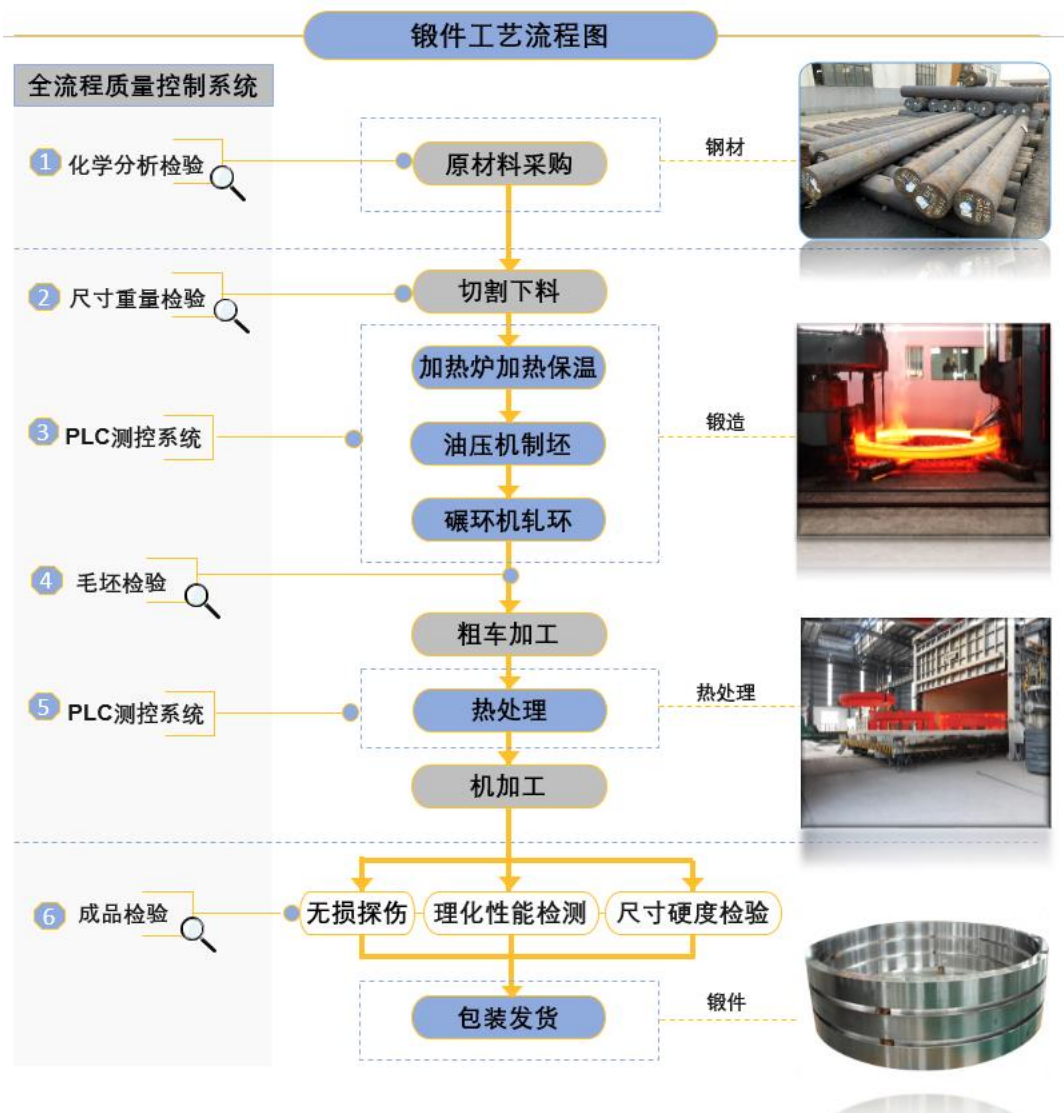 锻件工艺流程图
全流程质量控制系统
1 化学分析检验
原材料采购
钢材
2 尺寸重量检验
切割下料
加热炉加热保温
3 PLC测控系统
油压机制坯
锻造
碾环机轧环
4 毛坯检验
粗车加工
5 PLC测控系统
热处理
热处理
机加工
6 成品检验
无损探伤
理化性能检测
尺寸硬度检验
包装发货
锻件